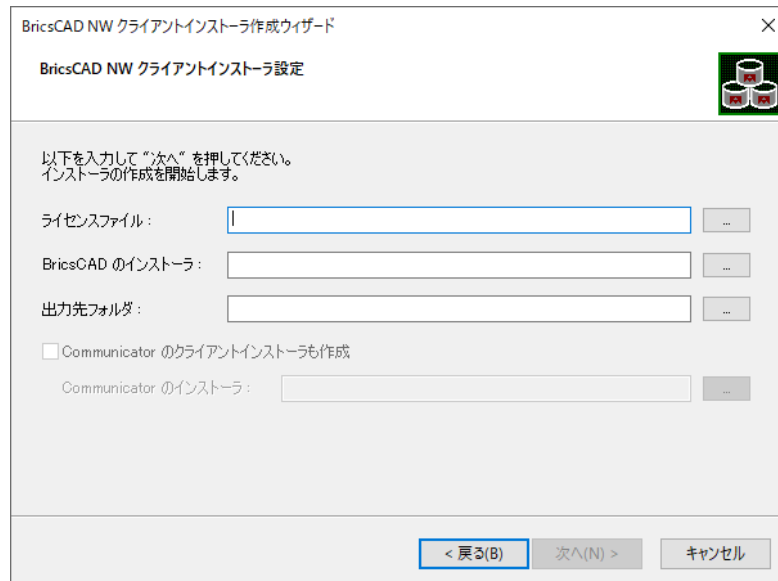 BricsCAD NW クライアントインストーラ作成ウィザード
BricsCAD NW クライアントインストーラ設定
以下を入力して “次へ” を押してください。
インストーラの作成を開始します。
ライセンスファイル：
...
BricsCAD のインストーラ：
...
出力先フォルダ：
...
Communicator のクライアントインストーラも作成
Communicator のインストーラ：
...
< 戻る(B) 次へ(N) > キャンセル